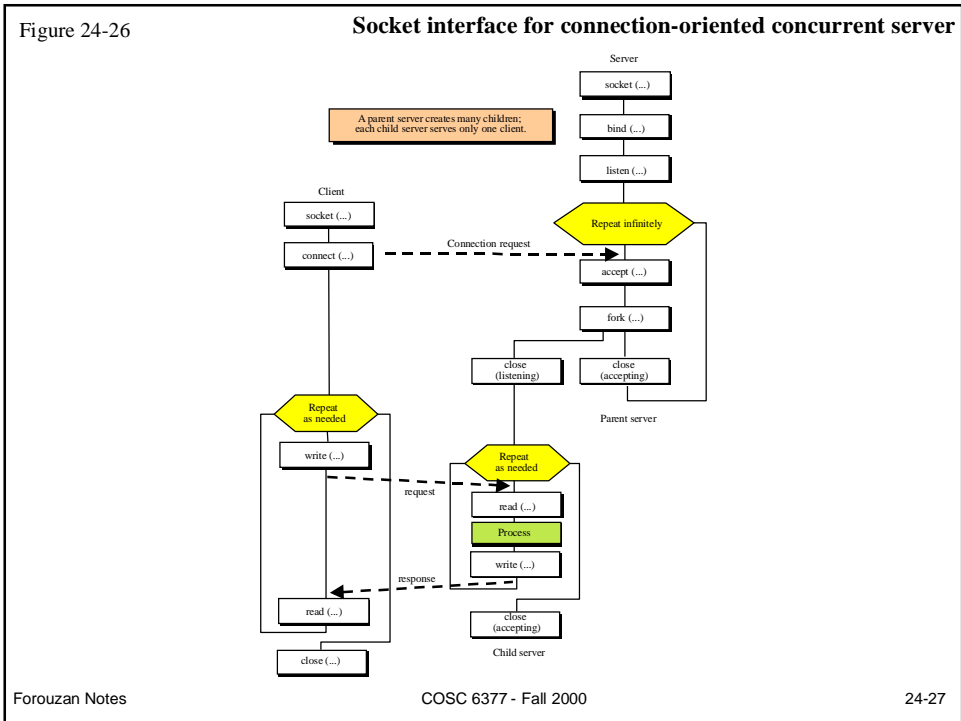 Figure 24-26
Socket interface for connection-oriented concurrent server
Server
socket (...)
A parent server creates many children;
each child server serves only one client.
bind (...)
listen (...)
Client
socket (...)
Repeat infinitely
connect (...)
Connection request
accept (...)
fork (...)
close
(listening)
close
(accepting)
Parent server
Repeat
as needed
write (...)
Repeat
as needed
request
read (...)
Process
write (...)
response
read (...)
close
(accepting)
Child server
close (...)
Forouzan Notes
COSC 6377 - Fall 2000
24-27